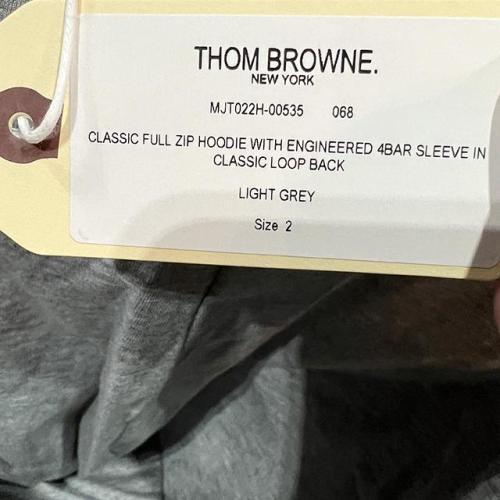 THOM BROWNE.
NEW YORK
MJT022H-00535 068
CLASSIC FULL ZIP HOODIE WITH ENGINEERED 4BAR SLEEVE IN
CLASSIC LOOP BACK
LIGHT GREY
Size 2